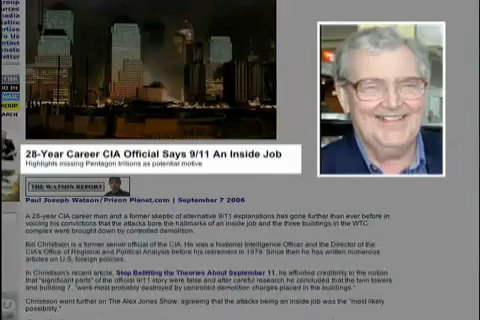 28-Year Career CIA Official Says 9/11 An Inside Job
Highlights missing Pentagon trillions as potential motive
THE WATSON REPORT
Paul Joseph Watson/Prison Planet.com | September 7 2006
A 28-year CIA career man and a former skeptic of alternative 9/11 explanations has gone further than ever before in
voicing his convictions that the attacks bore the hallmarks of an inside job and the three buildings in the WTC
complex were brought down by controlled demolition.
Bill Christison is a former senior official of the CIA. He was a National Intelligence Officer and the Director of the
CIA's Office of Regional and Political Analysis before his retirement in 1979. Since then he has written numerous
articles on U.S. foreign policies.
In Christison's recent article, Stop Belittling the Theories About September 11, he afforded credibility to the notion
that "significant parts" of the official 9/11 story were false and after careful research he concluded that the twin towers
and building 7, "were most probably destroyed by controlled demolition charges placed in the buildings."
Christison went further on The Alex Jones Show, agreeing that the attacks being an inside job was the "most likely
possibility."